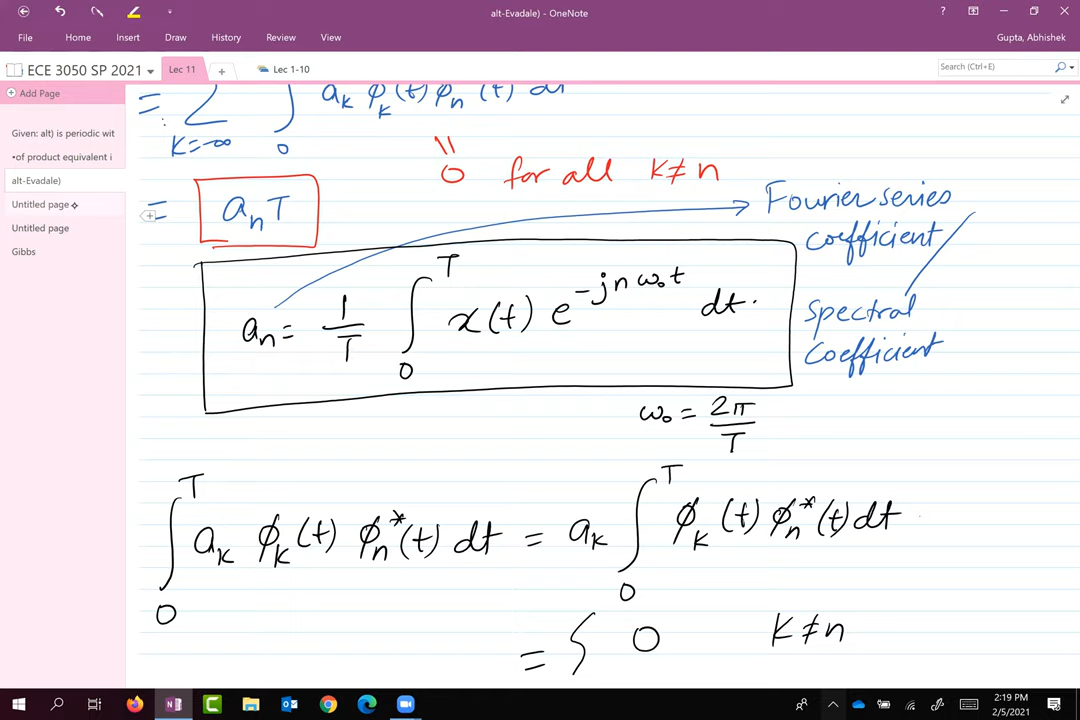 alt-Evadale) - OneNote
Gupta, Abhishek
File Home Insert Draw History Review View
ECE 3050 SP 2021 Lec 11 + Lec 1-10 Search (Ctrl+E)
Add Page
Given: alt) is periodic wit
•of product equivalent i
alt-Evadale)
Untitled page
Untitled page
Gibbs
= ∑ k=-∞ ∫ 0 a_k φ_k(t) φ_n(t) dt
0 for all k≠n
= a_n T
Fourier series
coefficient
a_n = 1/T ∫_0^T x(t) e^{-jnω₀t} dt.
Spectral
Coefficient
ω₀ = 2π/T
∫_0^T a_k φ_k(t) φ_n^*(t) dt = a_k ∫_0^T φ_k(t) φ_n^*(t) dt
= { 0 k≠n
2:19 PM
2/5/2021